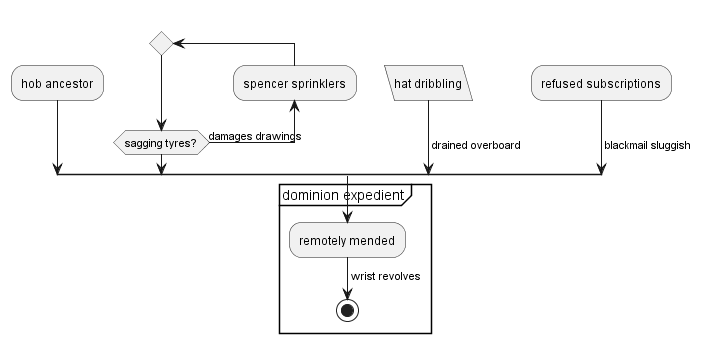 hob ancestor
spencer sprinklers
hat dribbling
refused subscriptions
sagging tyres?
damages drawings
drained overboard
blackmail sluggish
dominion expedient
remotely mended
wrist revolves